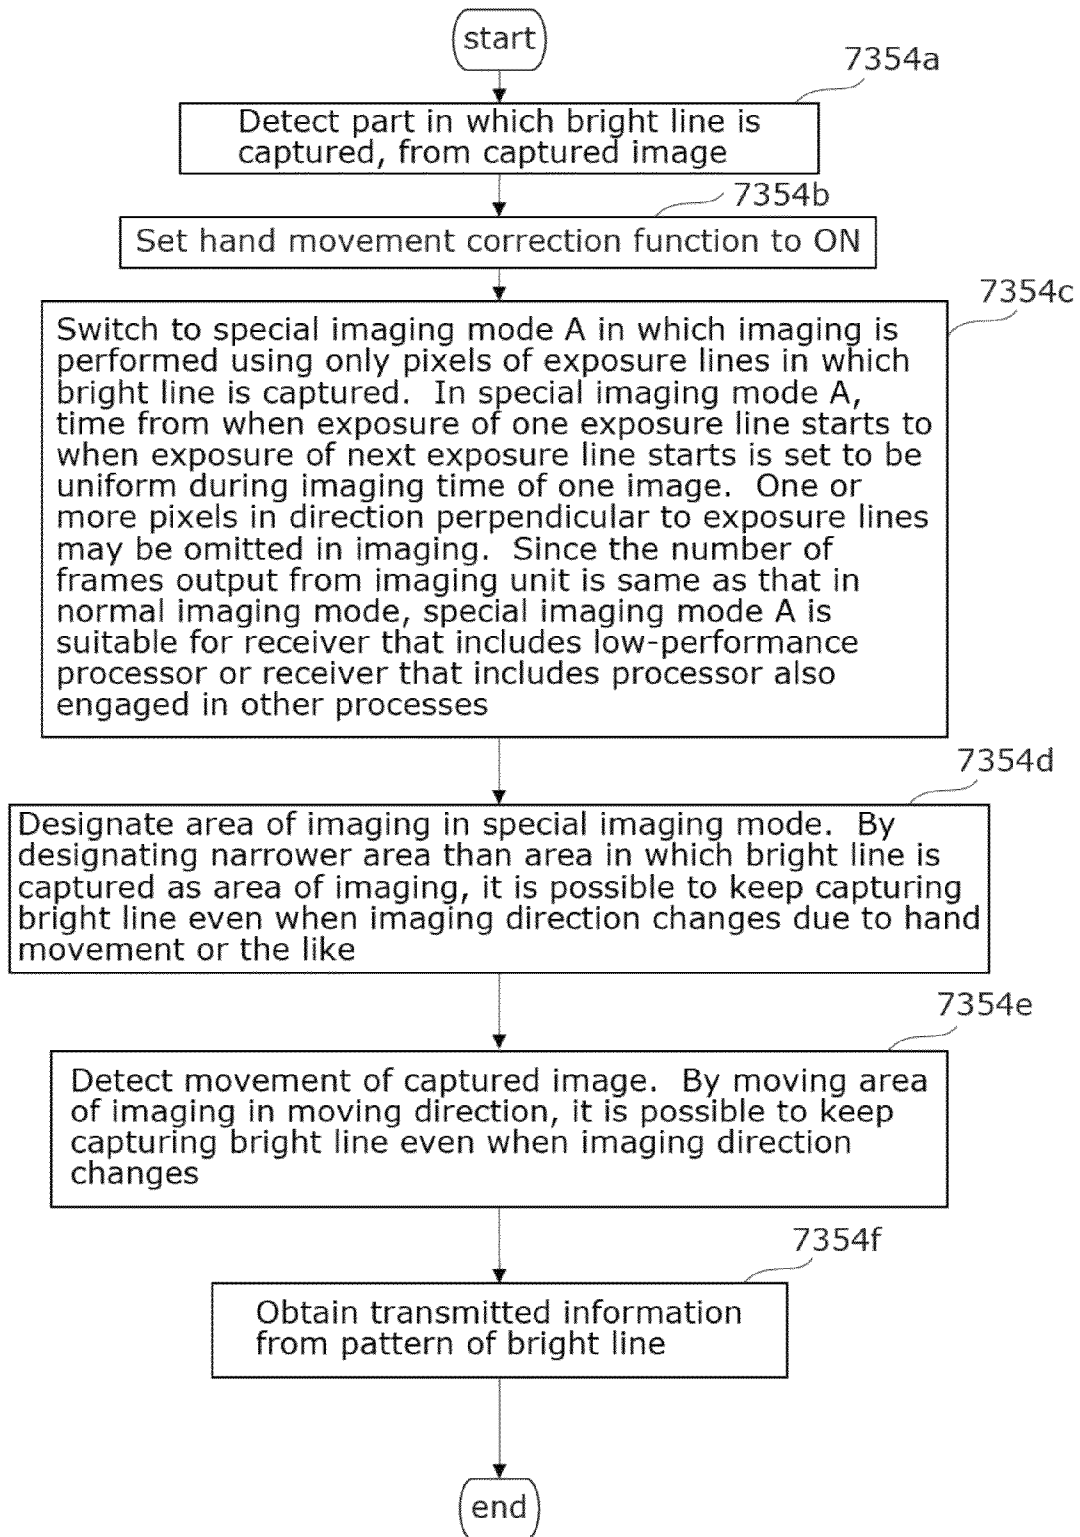 start
7354a
Detect part in which bright line is
captured, from captured image
7354b
Set hand movement correction function to ON
7354c
Switch to special imaging mode A in which imaging is
performed using only pixels of exposure lines in which
bright line is captured.  In special imaging mode A,
time from when exposure of one exposure line starts to
when exposure of next exposure line starts is set to be
uniform during imaging time of one image.  One or
more pixels in direction perpendicular to exposure lines
may be omitted in imaging.  Since the number of
frames output from imaging unit is same as that in
normal imaging mode, special imaging mode A is
suitable for receiver that includes low-performance
processor or receiver that includes processor also
engaged in other processes
7354d
Designate area of imaging in special imaging mode.  By
designating narrower area than area in which bright line is
captured as area of imaging, it is possible to keep capturing
bright line even when imaging direction changes due to hand
movement or the like
7354e
Detect movement of captured image.  By moving area
of imaging in moving direction, it is possible to keep
capturing bright line even when imaging direction
changes
7354f
Obtain transmitted information
from pattern of bright line
end